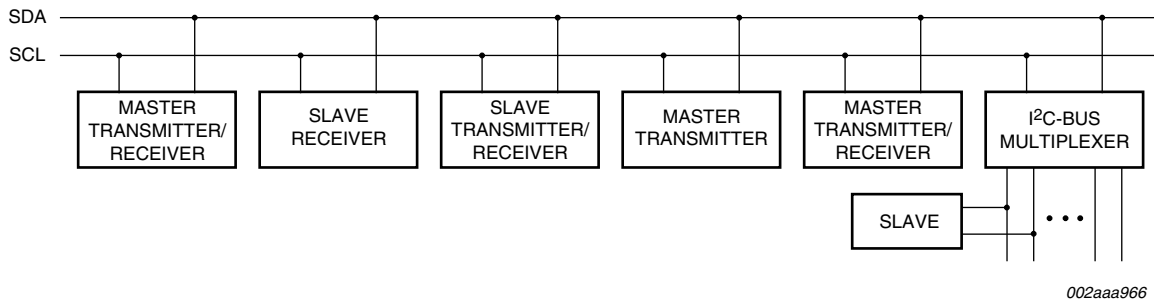 SDA
SCL
MASTER
TRANSMITTER/
RECEIVER
SLAVE
RECEIVER
SLAVE
TRANSMITTER/
RECEIVER
MASTER
TRANSMITTER
MASTER
TRANSMITTER/
RECEIVER
I²C-BUS
MULTIPLEXER
SLAVE
002aaa966